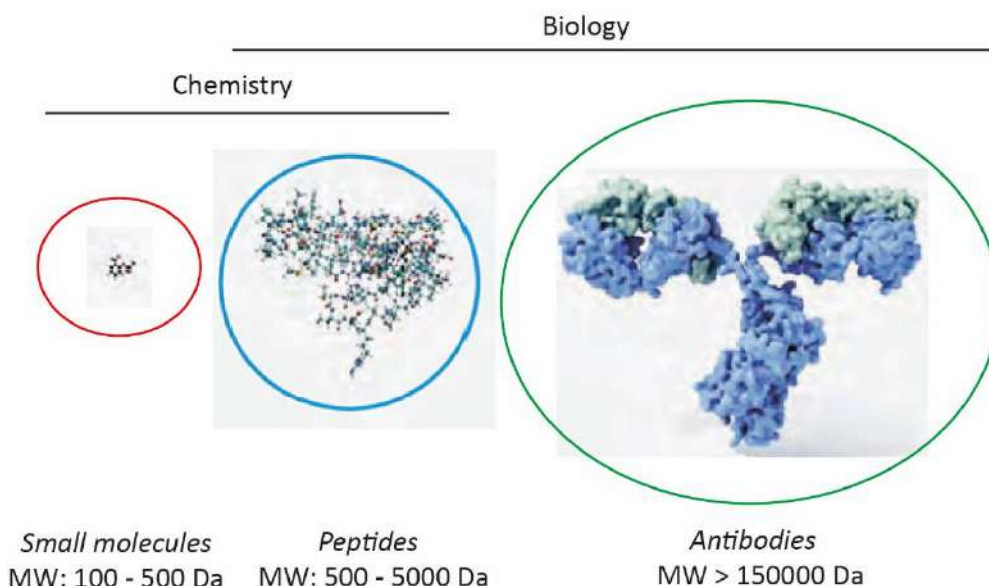 Biology
Chemistry
Small molecules
MW: 100 - 500 Da
Peptides
MW: 500 - 5000 Da
Antibodies
MW > 150000 Da